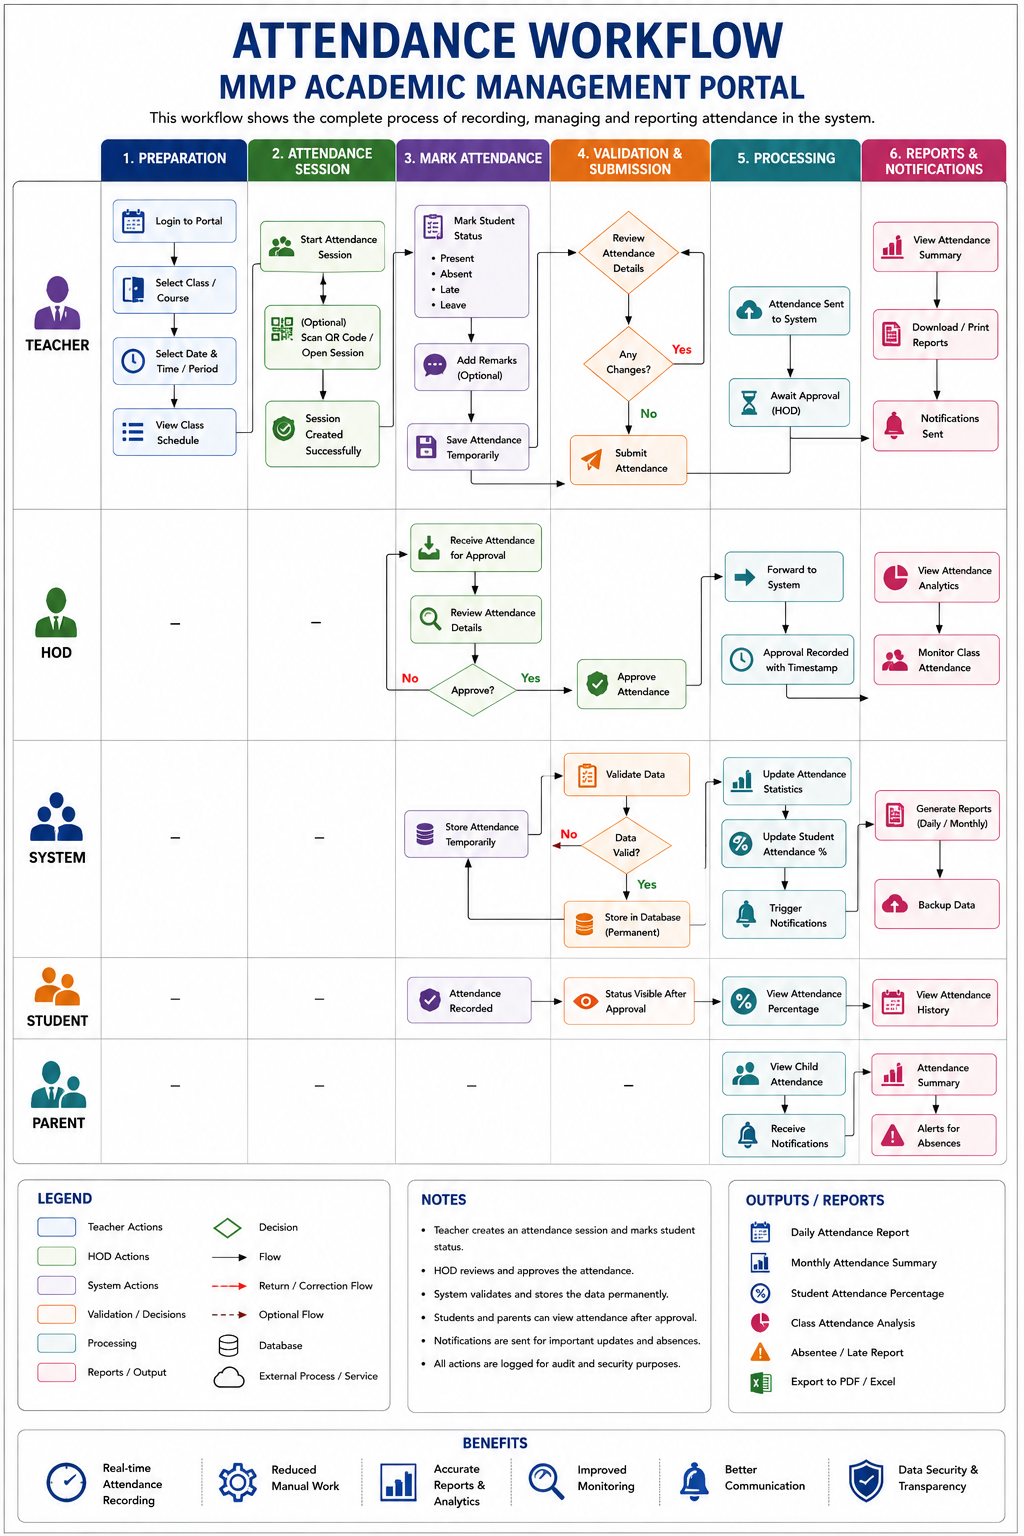 ATTENDANCE WORKFLOW
MMP ACADEMIC MANAGEMENT PORTAL
This workflow shows the complete process of recording, managing and reporting attendance in the system.
1. PREPARATION
2. ATTENDANCE
SESSION
3. MARK ATTENDANCE
4. VALIDATION &
SUBMISSION
5. PROCESSING
6. REPORTS &
NOTIFICATIONS
TEACHER
Login to Portal
Select Class /
Course
Select Date &
Time / Period
View Class
Schedule
Start Attendance
Session
(Optional)
Scan QR Code /
Open Session
Session
Created
Successfully
Mark Student
Status
• Present
• Absent
• Late
• Leave
Add Remarks
(Optional)
Save Attendance
Temporarily
Review
Attendance
Details
Any
Changes?
Yes
No
Submit
Attendance
Attendance Sent
to System
Await Approval
(HOD)
View Attendance
Summary
Download / Print
Reports
Notifications
Sent
HOD
–
–
Receive Attendance
for Approval
Review Attendance
Details
Approve?
No
Yes
Approve
Attendance
Forward to
System
Approval Recorded
with Timestamp
View Attendance
Analytics
Monitor Class
Attendance
SYSTEM
–
–
Store Attendance
Temporarily
Validate Data
Data
Valid?
No
Yes
Store in Database
(Permanent)
Update Attendance
Statistics
Update Student
Attendance %
Trigger
Notifications
Generate Reports
(Daily / Monthly)
Backup Data
STUDENT
–
–
Attendance
Recorded
Status Visible After
Approval
View Attendance
Percentage
View Attendance
History
PARENT
–
–
–
–
View Child
Attendance
Receive
Notifications
Attendance
Summary
Alerts for
Absences
LEGEND
Teacher Actions
HOD Actions
System Actions
Validation / Decisions
Processing
Reports / Output
Decision
Flow
Return / Correction Flow
Optional Flow
Database
External Process / Service
NOTES
• Teacher creates an attendance session and marks student
status.
• HOD reviews and approves the attendance.
• System validates and stores the data permanently.
• Students and parents can view attendance after approval.
• Notifications are sent for important updates and absences.
• All actions are logged for audit and security purposes.
OUTPUTS / REPORTS
Daily Attendance Report
Monthly Attendance Summary
Student Attendance Percentage
Class Attendance Analysis
Absentee / Late Report
Export to PDF / Excel
BENEFITS
Real-time
Attendance
Recording
Reduced
Manual Work
Accurate
Reports &
Analytics
Improved
Monitoring
Better
Communication
Data Security &
Transparency